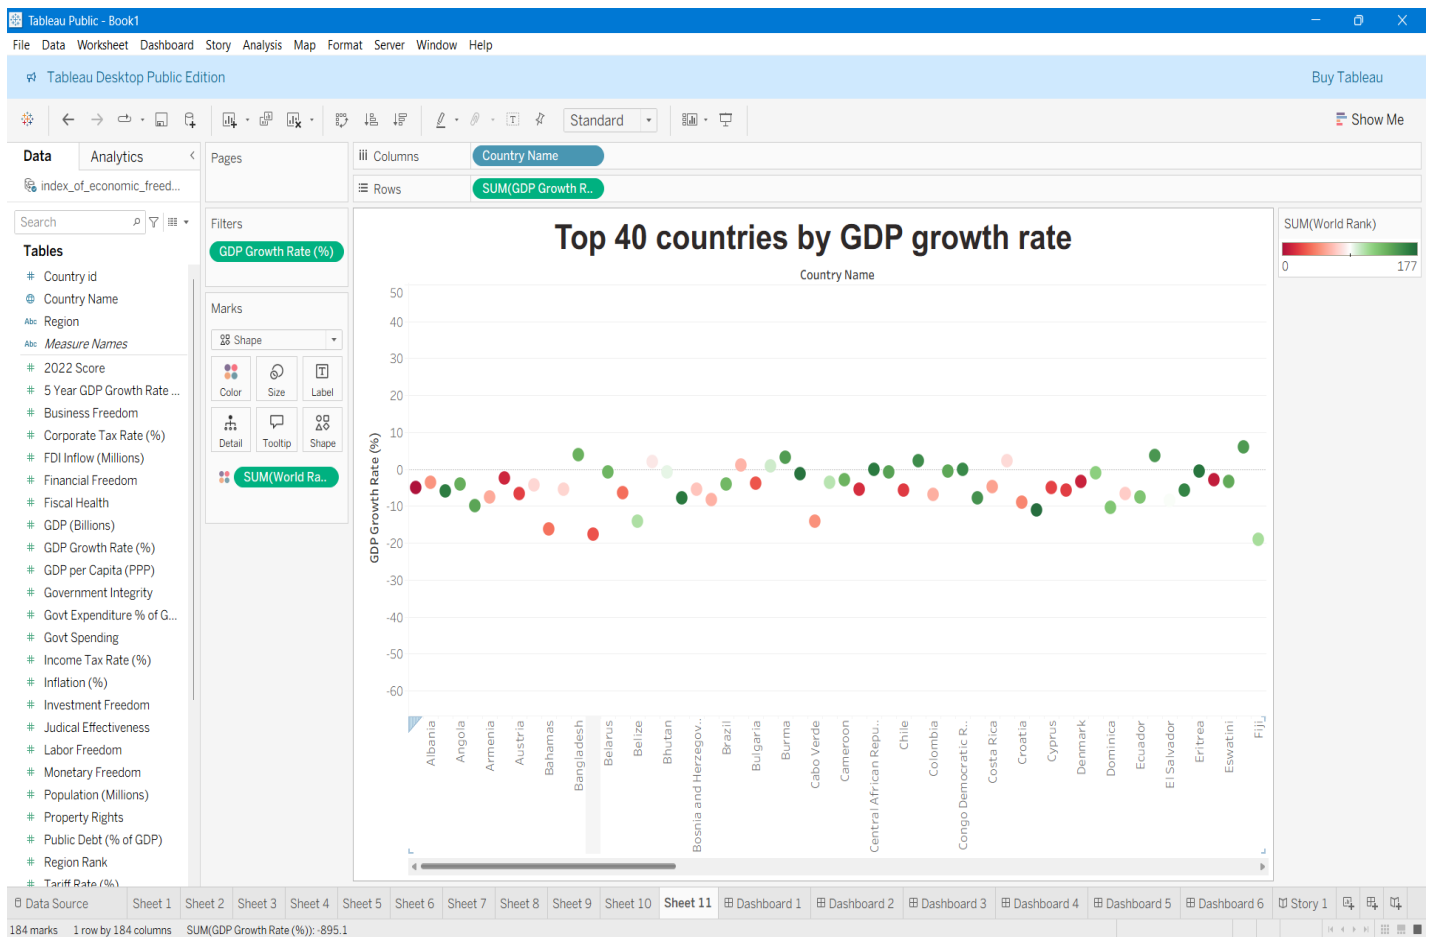 Tableau Public - Book1
File Data Worksheet Dashboard Story Analysis Map Format Server Window Help
Tableau Desktop Public Edition
Buy Tableau
Standard
Show Me
Data Analytics
index_of_economic_freed...
Search
Tables
# Country id
Country Name
Abc Region
Abc Measure Names
# 2022 Score
# 5 Year GDP Growth Rate ...
# Business Freedom
# Corporate Tax Rate (%)
# FDI Inflow (Millions)
# Financial Freedom
# Fiscal Health
# GDP (Billions)
# GDP Growth Rate (%)
# GDP per Capita (PPP)
# Government Integrity
# Govt Expenditure % of G...
# Govt Spending
# Income Tax Rate (%)
# Inflation (%)
# Investment Freedom
# Judical Effectiveness
# Labor Freedom
# Monetary Freedom
# Population (Millions)
# Property Rights
# Public Debt (% of GDP)
# Region Rank
# Tariff Rate (%)
Pages
Filters
GDP Growth Rate (%)
Marks
Shape
Color Size Label
Detail Tooltip Shape
SUM(World Ra..
Columns
Country Name
Rows
SUM(GDP Growth R..
Top 40 countries by GDP growth rate
Country Name
50
40
30
20
10
0
-10
-20
-30
-40
-50
-60
GDP Growth Rate (%)
Albania
Angola
Armenia
Austria
Bahamas
Bangladesh
Belarus
Belize
Bhutan
Bosnia and Herzegov..
Brazil
Bulgaria
Burma
Cabo Verde
Cameroon
Central African Repu..
Chile
Colombia
Congo Democratic R..
Costa Rica
Croatia
Cyprus
Denmark
Dominica
Ecuador
El Salvador
Eritrea
Eswatini
Fiji
SUM(World Rank)
0 177
Data Source Sheet 1 Sheet 2 Sheet 3 Sheet 4 Sheet 5 Sheet 6 Sheet 7 Sheet 8 Sheet 9 Sheet 10 Sheet 11 Dashboard 1 Dashboard 2 Dashboard 3 Dashboard 4 Dashboard 5 Dashboard 6 Story 1
184 marks 1 row by 184 columns SUM(GDP Growth Rate (%)): -895.1